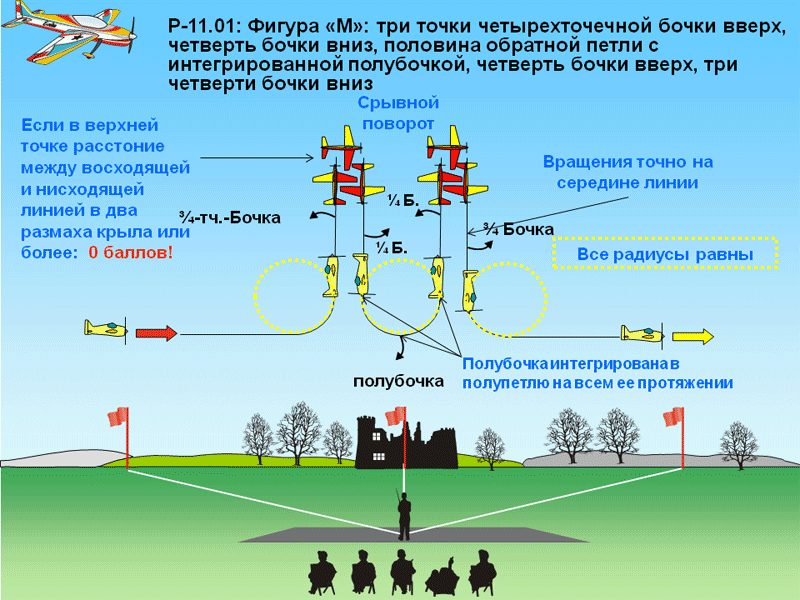 Р-11.01: Фигура «М»: три точки четырехточечной бочки вверх,
четверть бочки вниз, половина обратной петли с
интегрированной полубочкой, четверть бочки вверх, три
четверти бочки вниз
Срывной
поворот
Если в верхней
точке расстоние
между восходящей
и нисходящей
линией в два
размаха крыла или
более: 0 баллов!
Вращения точно на
середине линии
¼ Б.
¾-тч.-Бочка
¾ Бочка
¼ Б.
Все радиусы равны
Полубочка интегрирована в
полупетлю на всем ее протяжении
полубочка